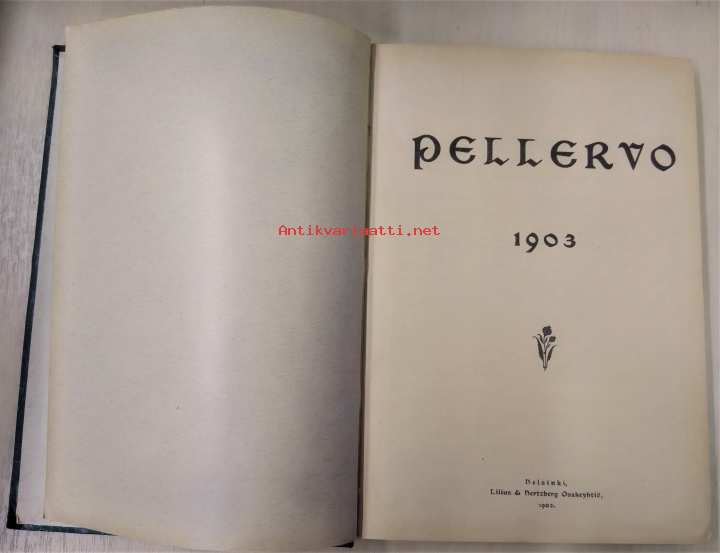 PELLERVO
1903
Antikvariaatti.net
Helsinki,
Lilius & Hertzberg Osakeyhtiö,